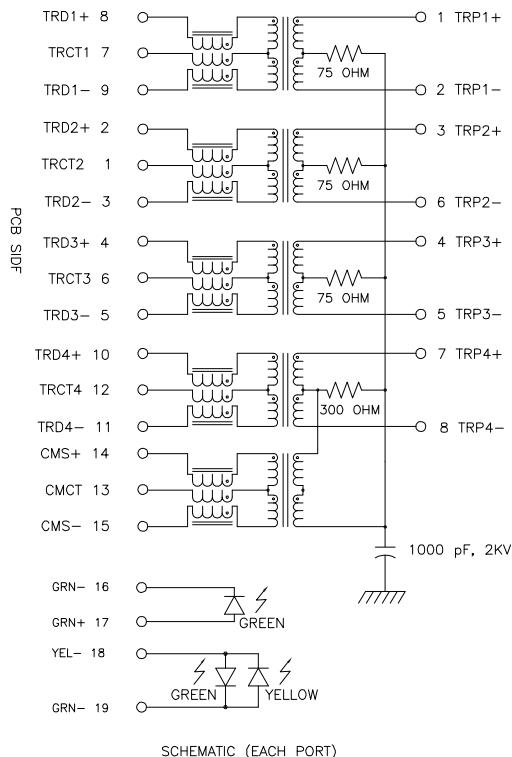 TRD1+ 8
1 TRP1+
TRCT1 7
75 OHM
TRD1- 9
2 TRP1-
TRD2+ 2
3 TRP2+
TRCT2 1
75 OHM
TRD2- 3
6 TRP2-
PCB SIDF
TRD3+ 4
4 TRP3+
TRCT3 6
75 OHM
TRD3- 5
5 TRP3-
TRD4+ 10
7 TRP4+
TRCT4 12
300 OHM
TRD4- 11
8 TRP4-
CMS+ 14
CMCT 13
CMS- 15
1000 pF, 2KV
GRN- 16
GRN+ 17
GREEN
YEL- 18
GREEN
YELLOW
GRN- 19
SCHEMATIC (EACH PORT)